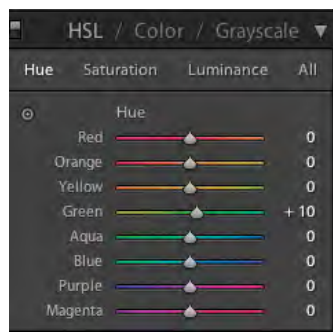 HSL / Color / Grayscale ▼
Hue Saturation Luminance All
Hue
Red 0
Orange 0
Yellow 0
Green + 10
Aqua 0
Blue 0
Purple 0
Magenta 0